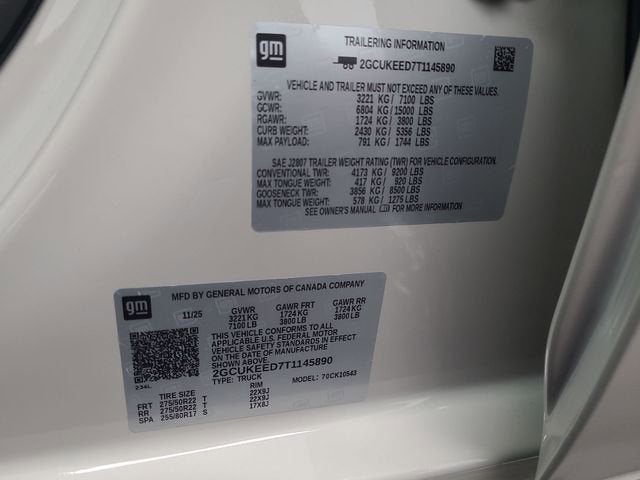 gm
TRAILERING INFORMATION
2GCUKEED7T1145890
VEHICLE AND TRAILER MUST NOT EXCEED ANY OF THESE VALUES.
GVWR: 3221 KG / 7100 LBS
GCWR: 6804 KG / 15000 LBS
RGAWR: 1724 KG / 3800 LBS
CURB WEIGHT: 2430 KG / 5356 LBS
MAX PAYLOAD: 791 KG / 1744 LBS
SAE J2807 TRAILER WEIGHT RATING (TWR) FOR VEHICLE CONFIGURATION.
CONVENTIONAL TWR: 4173 KG / 9200 LBS
MAX TONGUE WEIGHT: 417 KG / 920 LBS
GOOSENECK TWR: 3856 KG / 8500 LBS
MAX TONGUE WEIGHT: 578 KG / 1275 LBS
SEE OWNER'S MANUAL FOR MORE INFORMATION
gm
MFD BY GENERAL MOTORS OF CANADA COMPANY
11/25 GVWR GAWR FRT GAWR RR
3221 KG 1724 KG 1724 KG
7100 LB 3800 LB 3800 LB
THIS VEHICLE CONFORMS TO ALL
APPLICABLE U.S. FEDERAL MOTOR
VEHICLE SAFETY STANDARDS IN EFFECT
ON THE DATE OF MANUFACTURE
SHOWN ABOVE.
2GCUKEED7T1145890
TYPE: TRUCK MODEL: 70CK10543
234L
TIRE SIZE RIM
FRT 275/50R22 T 22X9J
RR 275/50R22 T 22X9J
SPA 255/80R17 S 17X8J